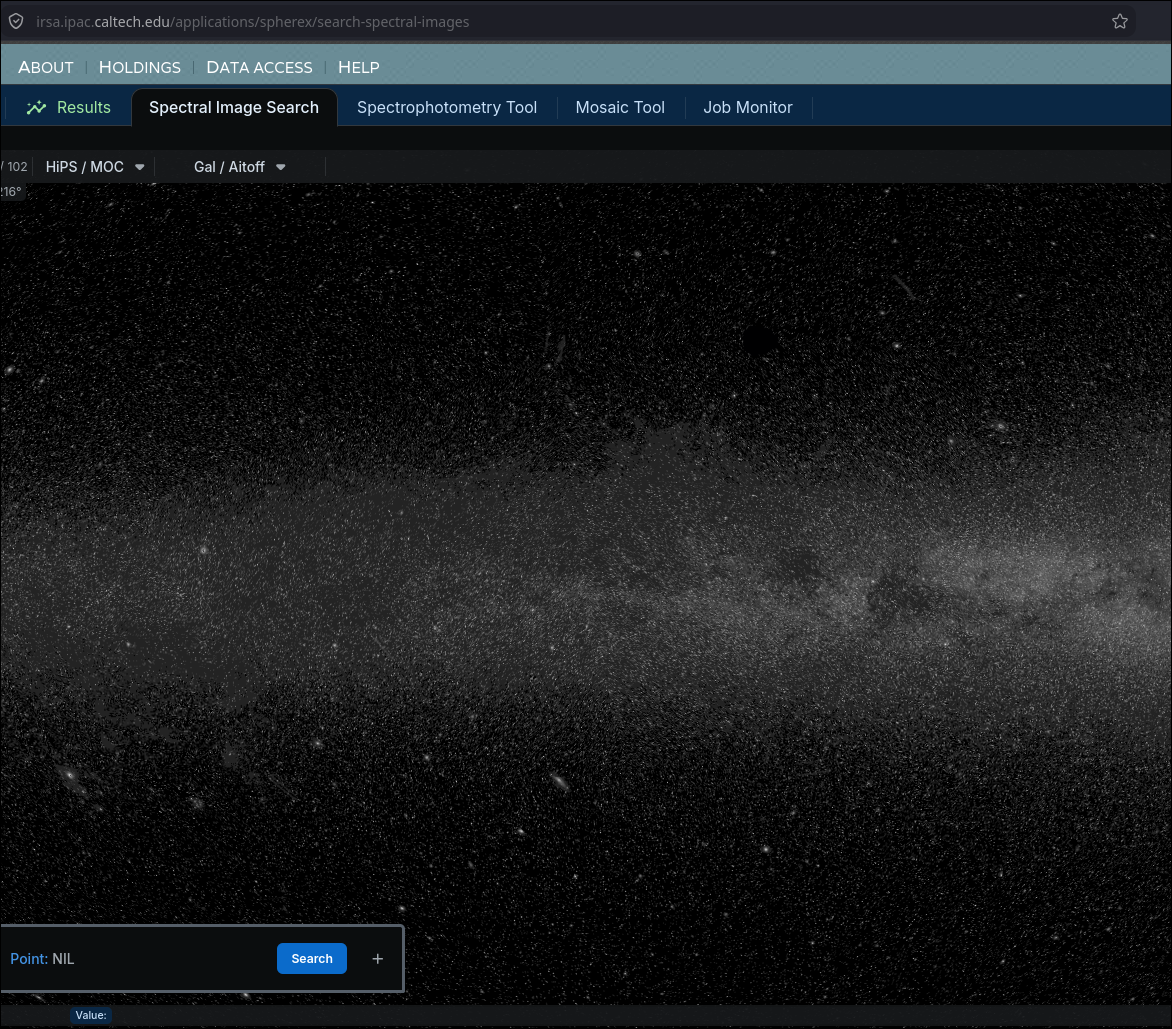 irsa.ipac.caltech.edu/applications/spherex/search-spectral-images
ABOUT HOLDINGS DATA ACCESS HELP
Results Spectral Image Search Spectrophotometry Tool Mosaic Tool Job Monitor
/ 102 HiPS / MOC Gal / Aitoff
216°
Point: NIL Search +
Value: